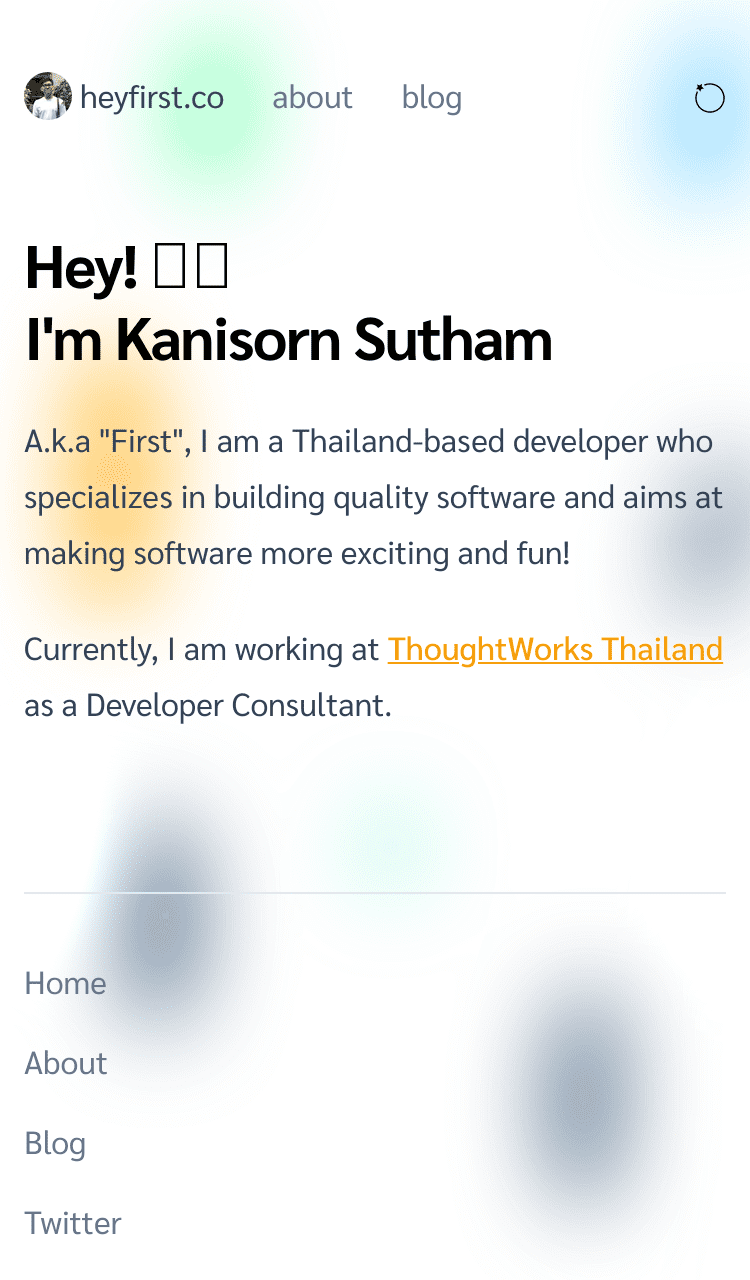 heyfirst.co about blog
Hey!
I'm Kanisorn Sutham
A.k.a "First", I am a Thailand-based developer who
specializes in building quality software and aims at
making software more exciting and fun!
Currently, I am working at ThoughtWorks Thailand
as a Developer Consultant.
Home
About
Blog
Twitter